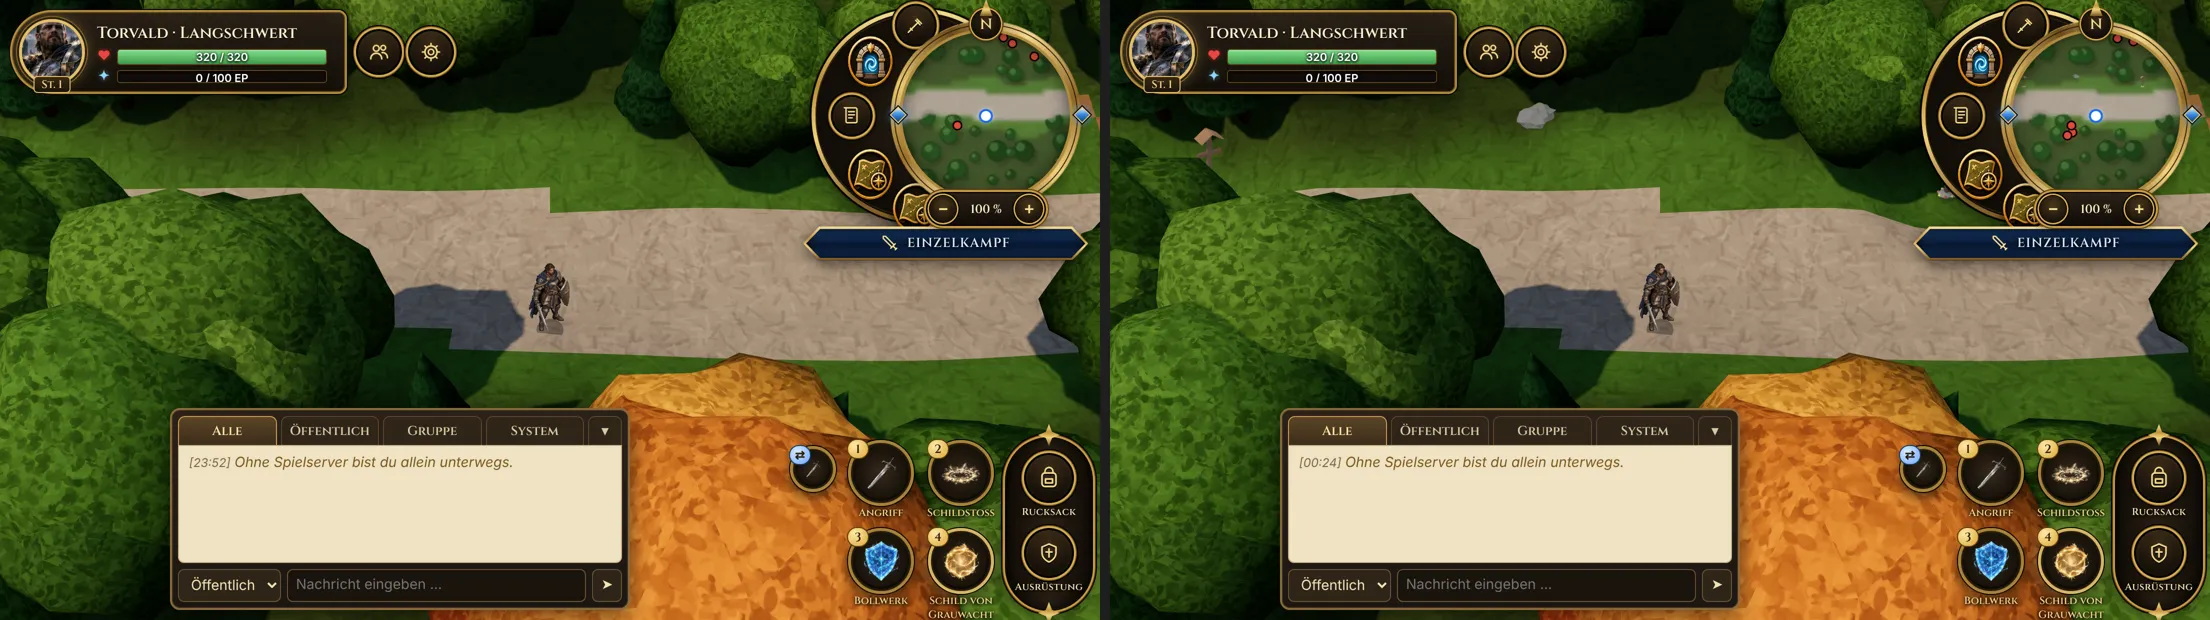 TORVALD · LANGSCHWERT
320 / 320
0 / 100 EP
ST. 1
N
100 %
EINZELKAMPF
ALLE
ÖFFENTLICH
GRUPPE
SYSTEM
[23:52] Ohne Spielserver bist du allein unterwegs.
Öffentlich
Nachricht eingeben ...
1
ANGRIFF
2
SCHILDSTOSS
3
BOLLWERK
4
SCHILD VON
GRAUWACHT
RUCKSACK
AUSRÜSTUNG
TORVALD · LANGSCHWERT
320 / 320
0 / 100 EP
ST. 1
N
100 %
EINZELKAMPF
ALLE
ÖFFENTLICH
GRUPPE
SYSTEM
[00:24] Ohne Spielserver bist du allein unterwegs.
Öffentlich
Nachricht eingeben ...
1
ANGRIFF
2
SCHILDSTOSS
3
BOLLWERK
4
SCHILD VON
GRAUWACHT
RUCKSACK
AUSRÜSTUNG